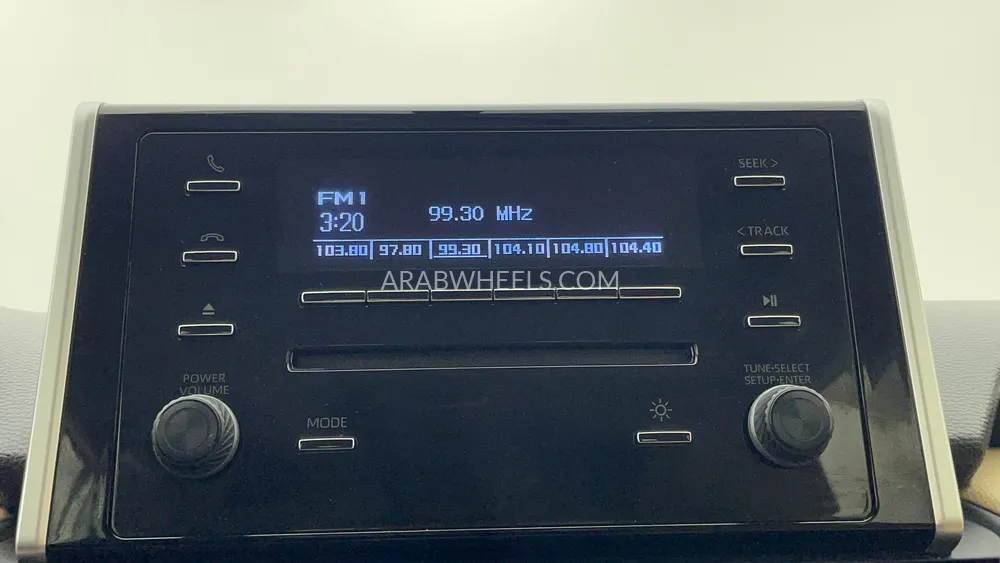 FM1
3:20
99.30 MHz
103.80 97.80 99.30 104.10 104.80 104.40
ARABWHEELS.COM
SEEK >
< TRACK
POWER
VOLUME
MODE
TUNE•SELECT
SETUP•ENTER